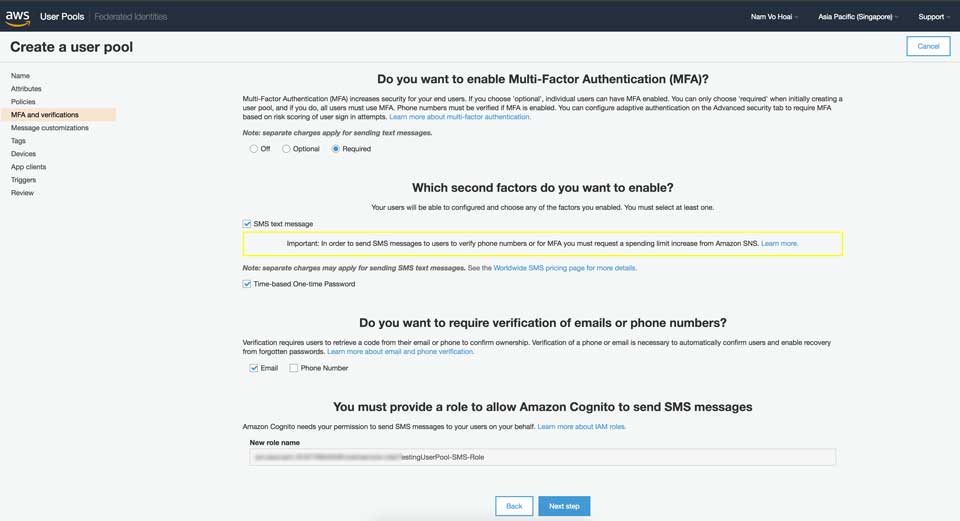 aws User Pools Federated Identities Nam Vo Hoai Asia Pacific (Singapore) Support
Create a user pool Cancel
Name
Attributes
Policies
MFA and verifications
Message customizations
Tags
Devices
App clients
Triggers
Review
Do you want to enable Multi-Factor Authentication (MFA)?
Multi-Factor Authentication (MFA) increases security for your end users. If you choose 'optional', individual users can have MFA enabled. You can only choose 'required' when initially creating a
user pool, and if you do, all users must use MFA. Phone numbers must be verified if MFA is enabled. You can configure adaptive authentication on the Advanced security tab to require MFA
based on risk scoring of user sign in attempts. Learn more about multi-factor authentication.
Note: separate charges apply for sending text messages.
Off Optional Required
Which second factors do you want to enable?
Your users will be able to configured and choose any of the factors you enabled. You must select at least one.
SMS text message
Important: In order to send SMS messages to users to verify phone numbers or for MFA you must request a spending limit increase from Amazon SNS. Learn more.
Note: separate charges may apply for sending SMS text messages. See the Worldwide SMS pricing page for more details.
Time-based One-time Password
Do you want to require verification of emails or phone numbers?
Verification requires users to retrieve a code from their email or phone to confirm ownership. Verification of a phone or email is necessary to automatically confirm users and enable recovery
from forgotten passwords. Learn more about email and phone verification.
Email Phone Number
You must provide a role to allow Amazon Cognito to send SMS messages
Amazon Cognito needs your permission to send SMS messages to your users on your behalf. Learn more about IAM roles.
New role name
estingUserPool-SMS-Role
Back Next step